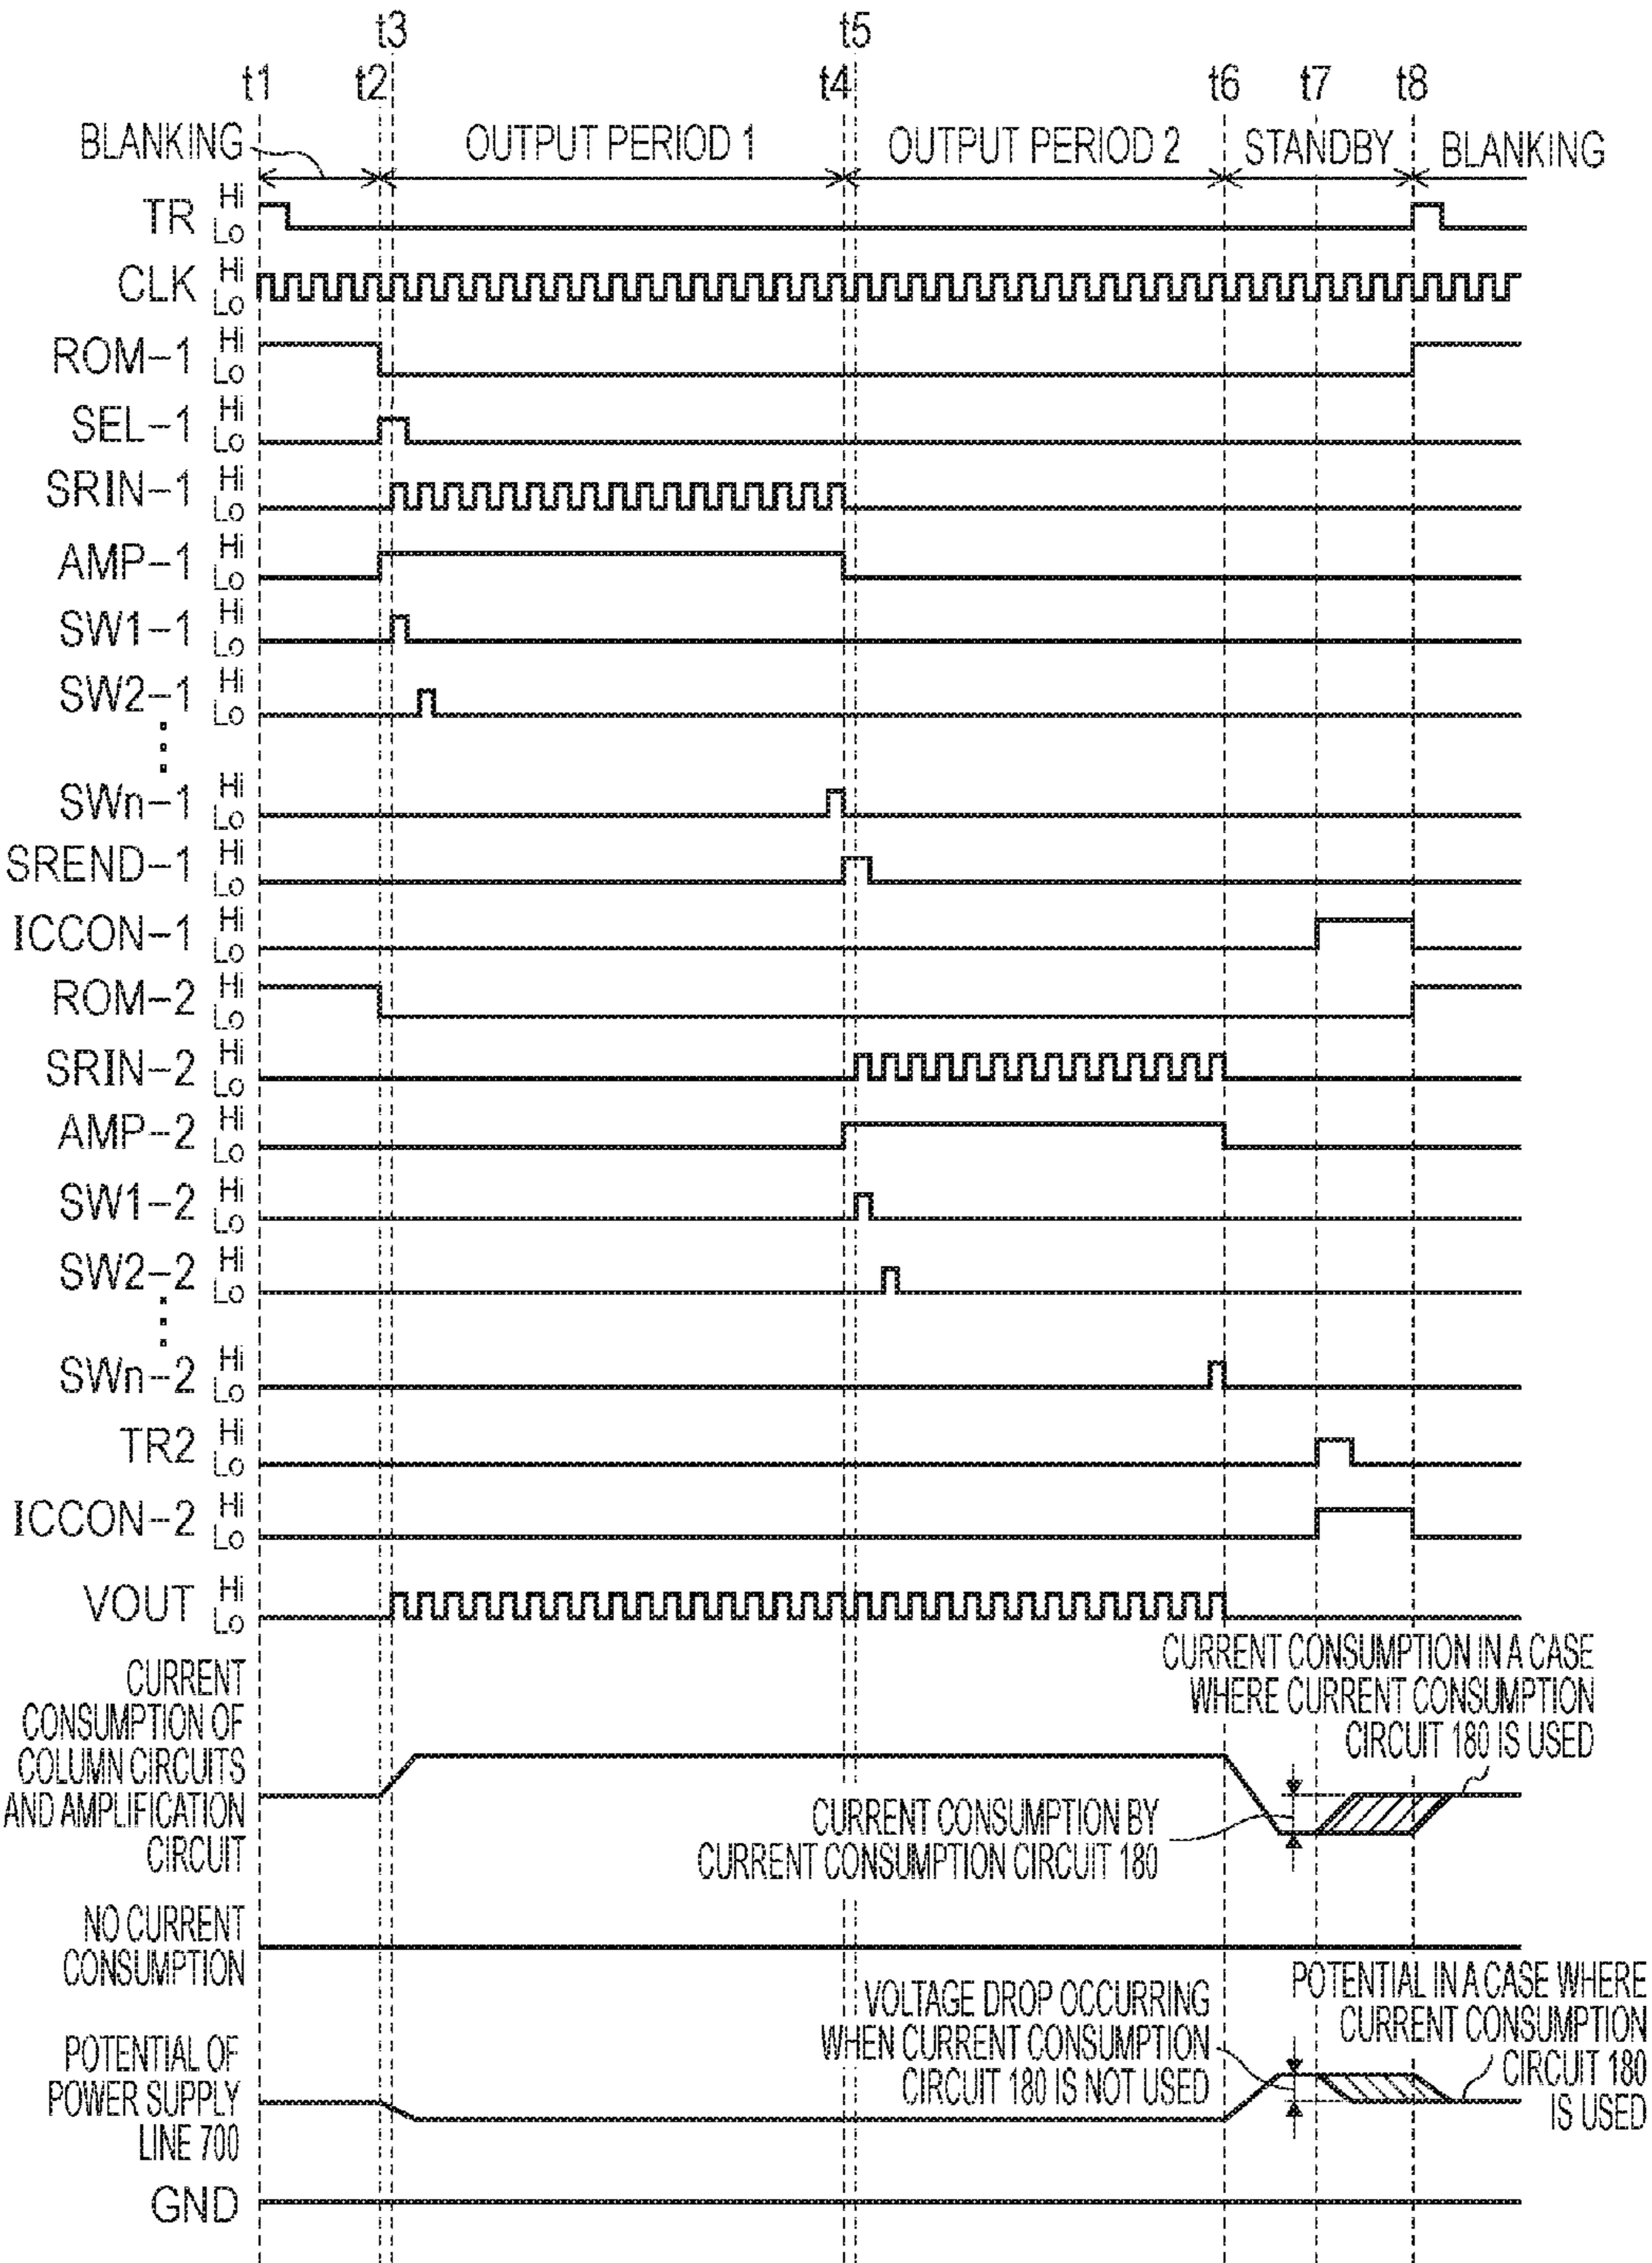 t3 t5
t1 t2 t4 t6 t7 t8
BLANKING OUTPUT PERIOD 1 OUTPUT PERIOD 2 STANDBY BLANKING
TR Hi
Lo
CLK Hi
Lo
ROM-1 Hi
Lo
SEL-1 Hi
Lo
SRIN-1 Hi
Lo
AMP-1 Hi
Lo
SW1-1 Hi
Lo
SW2-1 Hi
Lo
SWn-1 Hi
Lo
SREND-1 Hi
Lo
ICCON-1 Hi
Lo
ROM-2 Hi
Lo
SRIN-2 Hi
Lo
AMP-2 Hi
Lo
SW1-2 Hi
Lo
SW2-2 Hi
Lo
SWn-2 Hi
Lo
TR2 Hi
Lo
ICCON-2 Hi
Lo
VOUT Hi
Lo
CURRENT
CONSUMPTION OF
COLUMN CIRCUITS
AND AMPLIFICATION
CIRCUIT
CURRENT CONSUMPTION IN A CASE
WHERE CURRENT CONSUMPTION
CIRCUIT 180 IS USED
CURRENT CONSUMPTION BY
CURRENT CONSUMPTION CIRCUIT 180
NO CURRENT
CONSUMPTION
VOLTAGE DROP OCCURRING
WHEN CURRENT CONSUMPTION
CIRCUIT 180 IS NOT USED
POTENTIAL IN A CASE WHERE
CURRENT CONSUMPTION
CIRCUIT 180
IS USED
POTENTIAL OF
POWER SUPPLY
LINE 700
GND